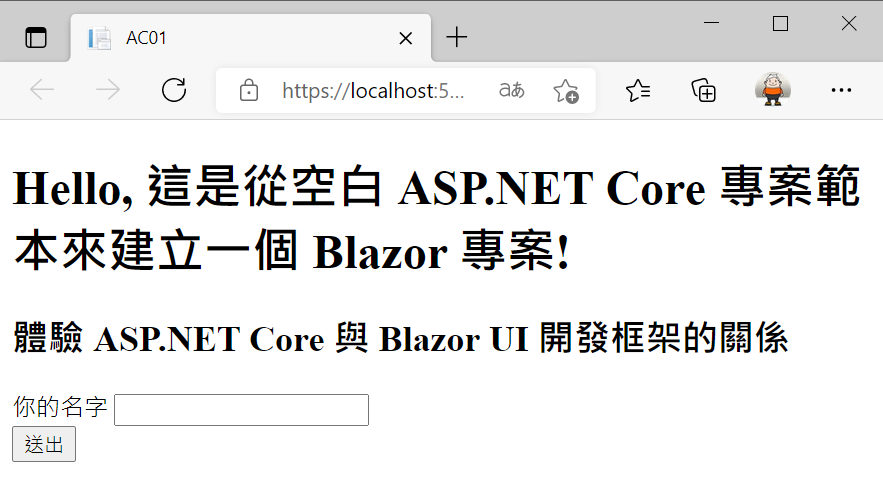 AC01
https://localhost:5...
aあ
Hello, 這是從空白 ASP.NET Core 專案範
本來建立一個 Blazor 專案!
體驗 ASP.NET Core 與 Blazor UI 開發框架的關係
你的名字
送出